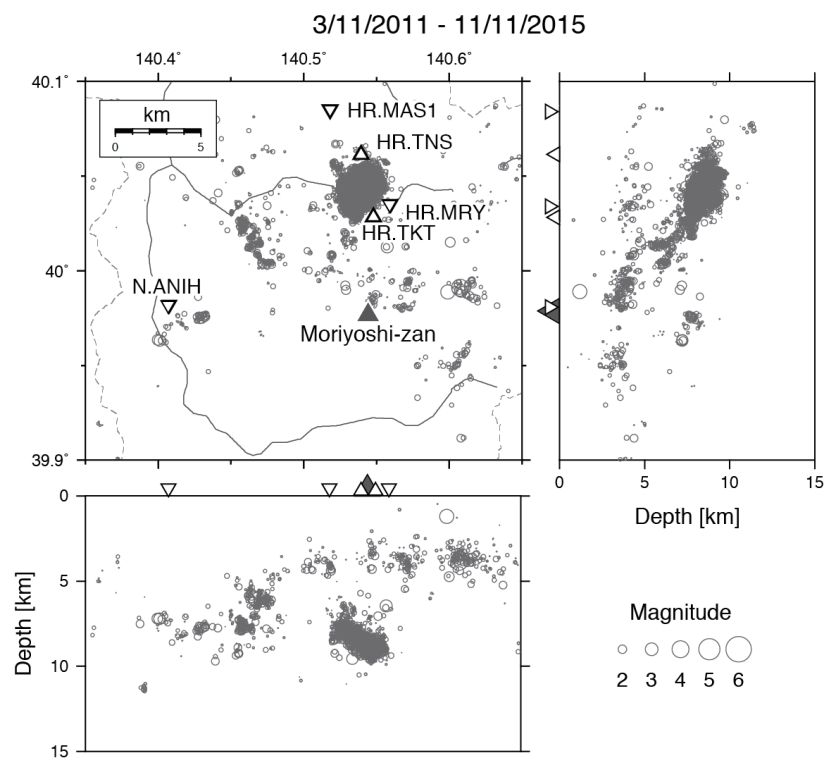 3/11/2011 - 11/11/2015
140.4° 140.5° 140.6°
40.1°
km
0 5
HR.MAS1
HR.TNS
HR.MRY
HR.TKT
40°
N.ANIH
Moriyoshi-zan
39.9°
0 5 10 15
Depth [km]
0
5
10
15
Depth [km]
Magnitude
2 3 4 5 6